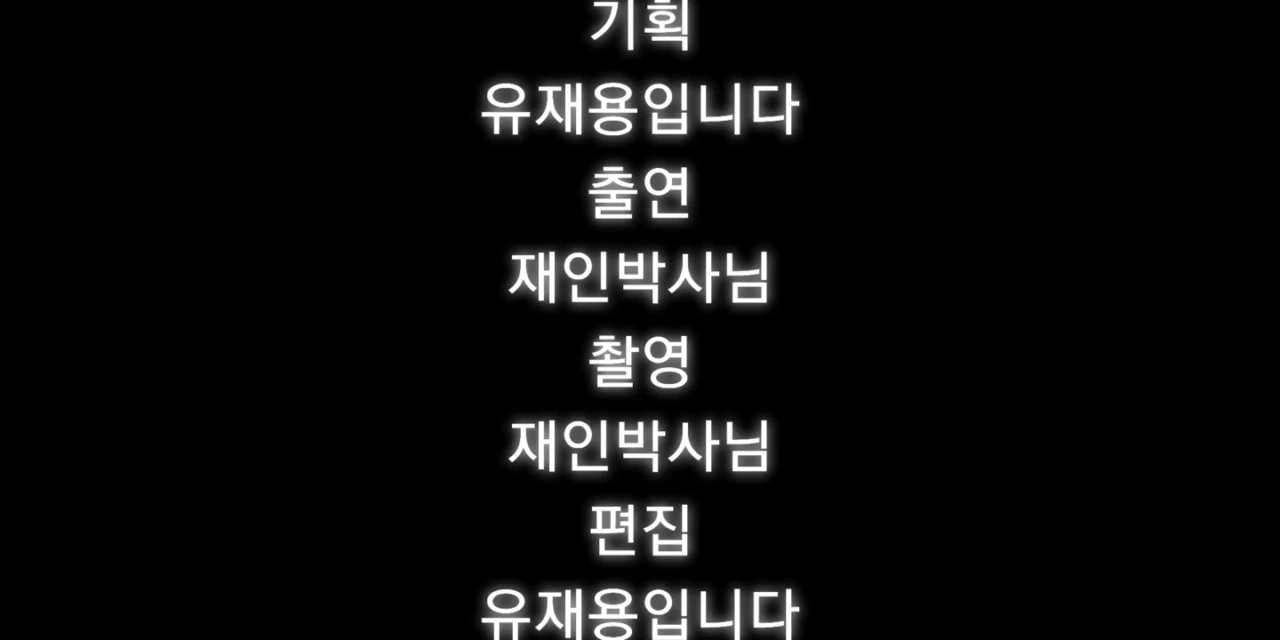 기획
유재용입니다
출연
재인박사님
촬영
재인박사님
편집
유재용입니다